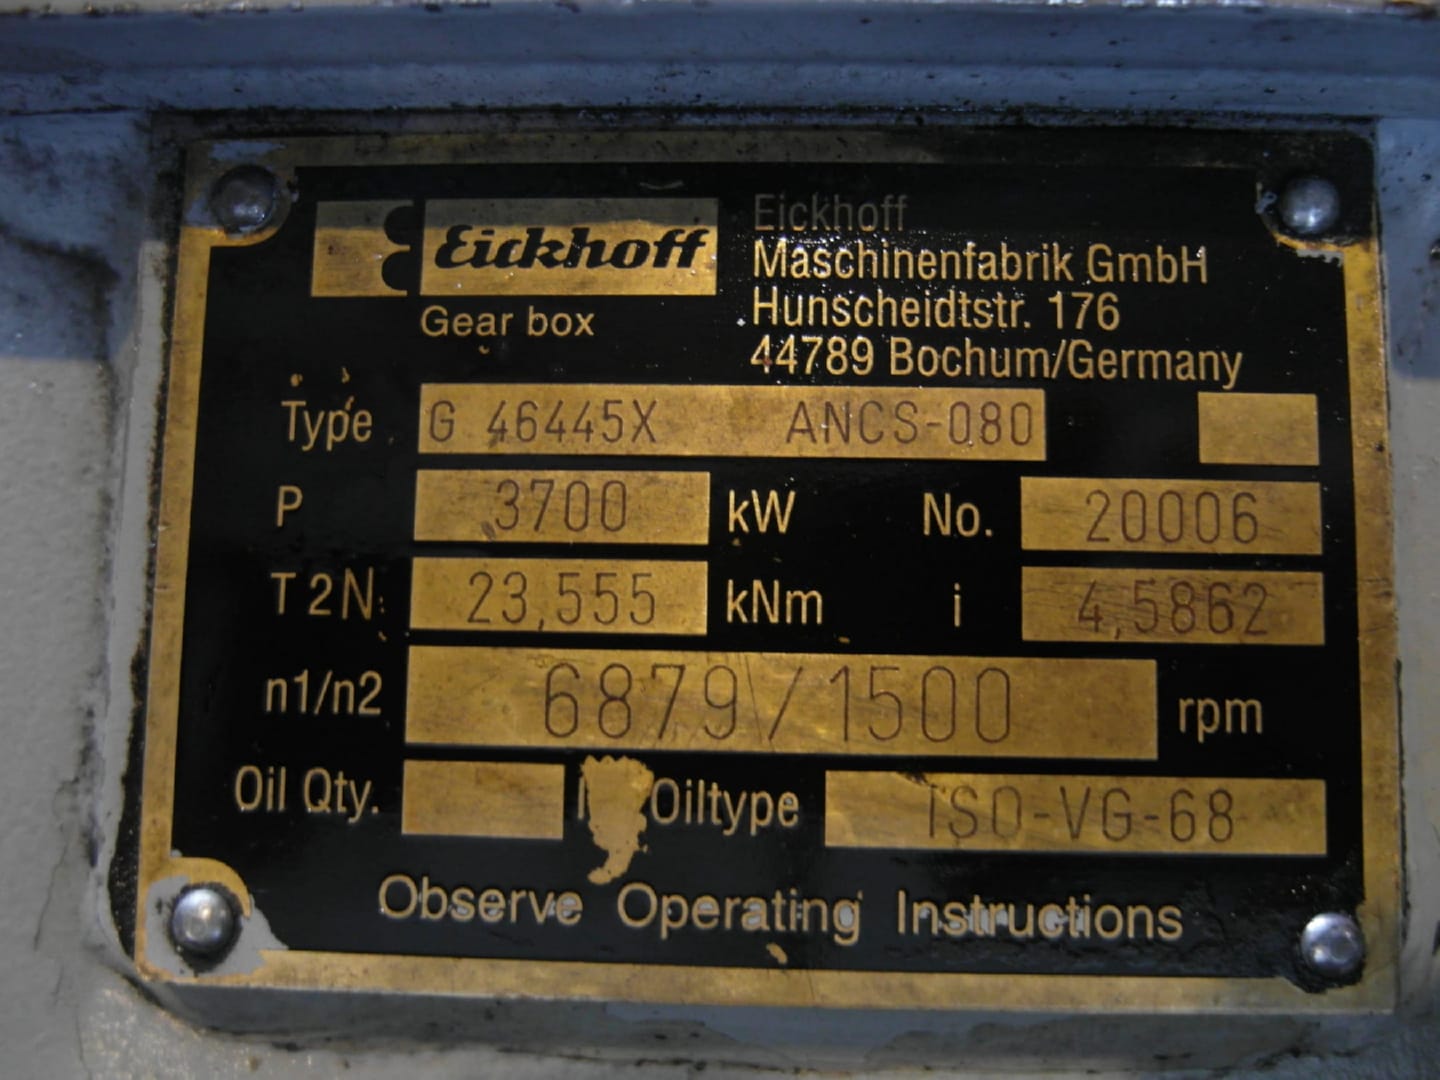 Eickhoff
Gear box
Eickhoff
Maschinenfabrik GmbH
Hunscheidtstr. 176
44789 Bochum/Germany
Type G 46445X ANCS-080
P 3700 kW No. 20006
T2N 23,555 kNm i 4,5862
n1/n2 6879/1500 rpm
Oil Qty. Oiltype ISO-VG-68
Observe Operating Instructions